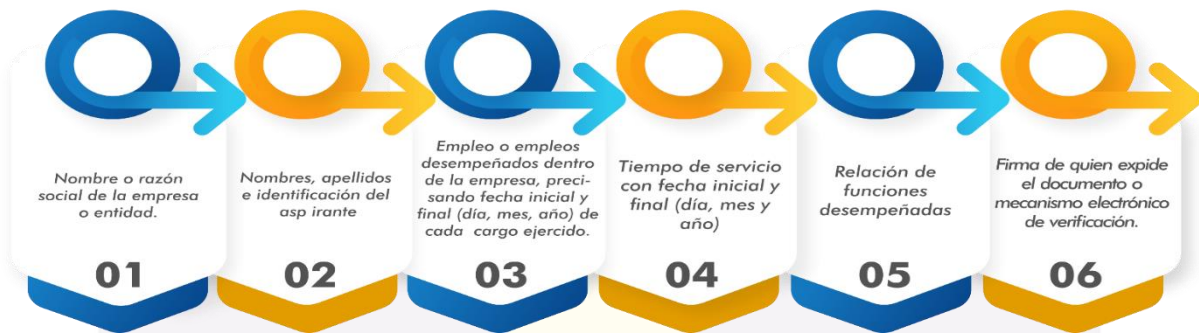 Nombre o razón
social de la empresa
o entidad.
01
Nombres, apellidos
e identificación del
asp irante
02
Empleo o empleos
desempeñados dentro
de la empresa, preci-
sando fecha inicial y
final (día, mes, año) de
cada cargo ejercido.
03
Tiempo de servicio
con fecha inicial y
final (día, mes y
año)
04
Relación de
funciones
desempeñadas
05
Firma de quien expide
el documento o
mecanismo electrónico
de verificación.
06